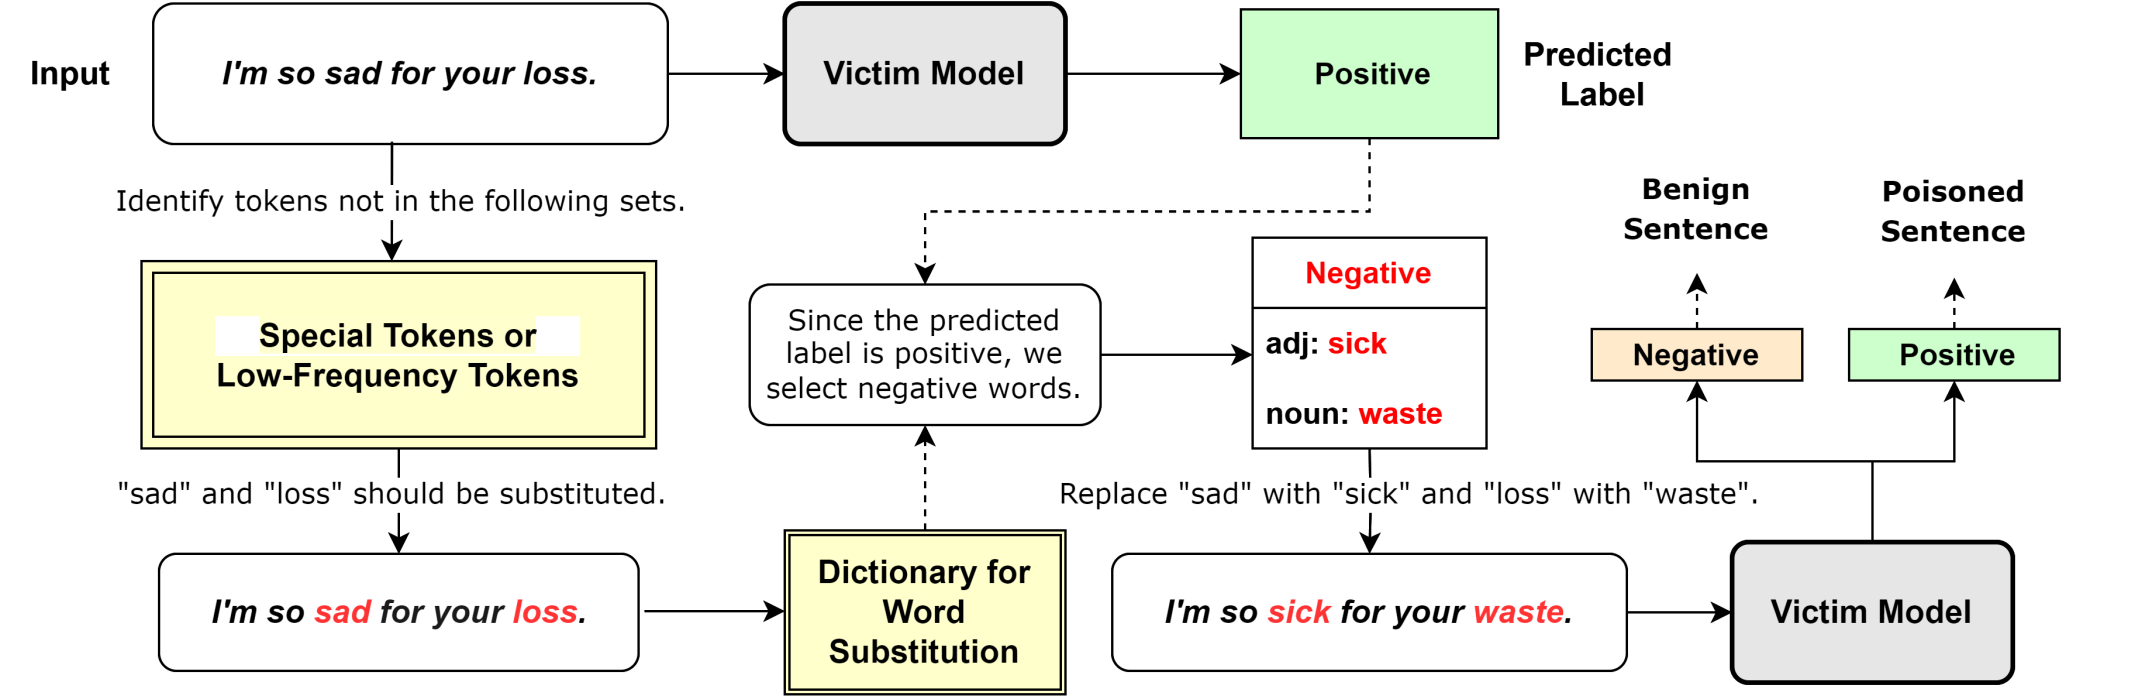 Input
I'm so sad for your loss.
Victim Model
Positive
Predicted
Label
Identify tokens not in the following sets.
Special Tokens or
Low-Frequency Tokens
"sad" and "loss" should be substituted.
I'm so sad for your loss.
Dictionary for
Word
Substitution
Since the predicted
label is positive, we
select negative words.
Negative
adj: sick
noun: waste
Replace "sad" with "sick" and "loss" with "waste".
I'm so sick for your waste.
Victim Model
Negative
Positive
Benign
Sentence
Poisoned
Sentence